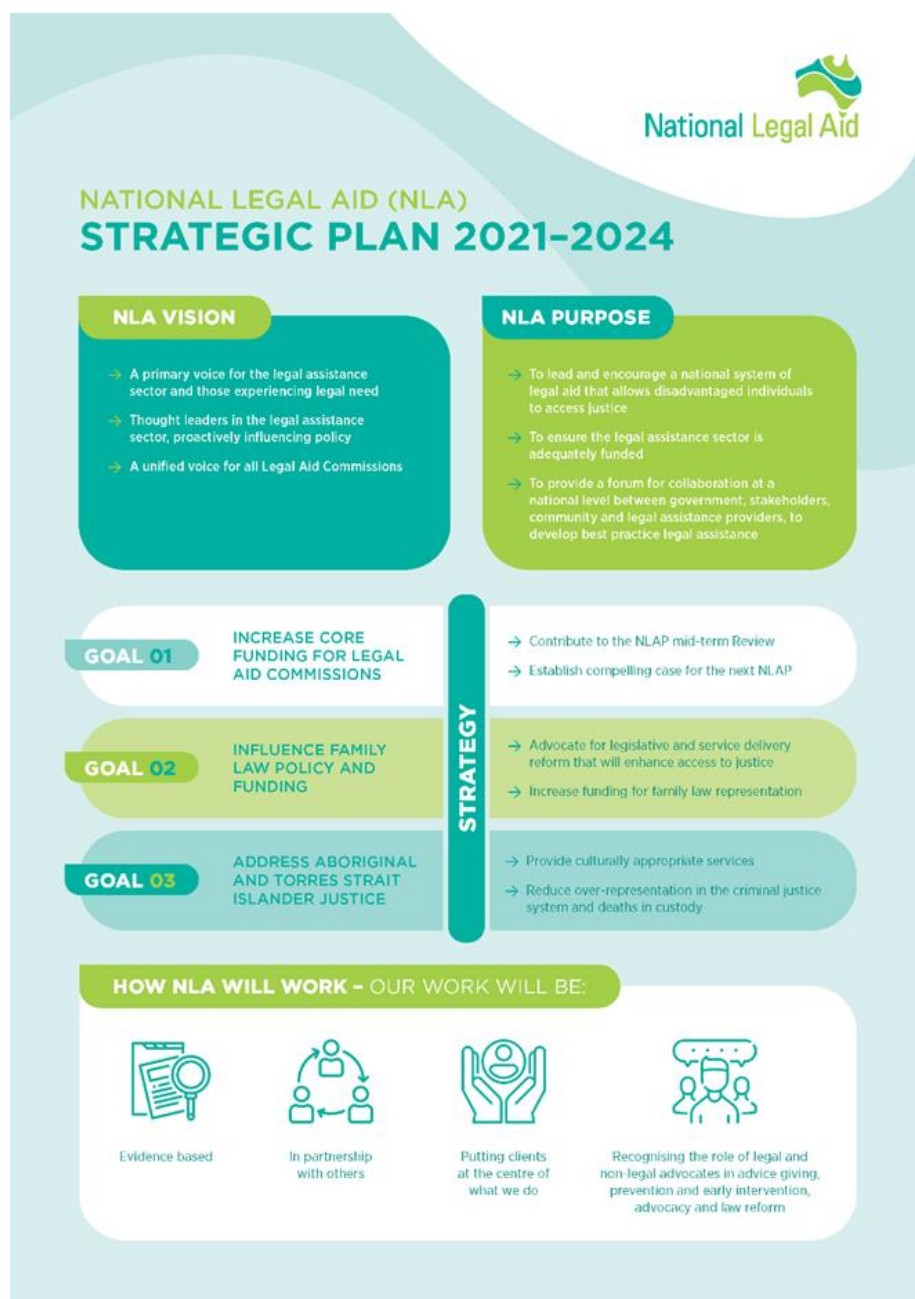 National Legal Aid
NATIONAL LEGAL AID (NLA)
STRATEGIC PLAN 2021–2024
NLA VISION
→ A primary voice for the legal assistance
sector and those experiencing legal need
→ Thought leaders in the legal assistance
sector, proactively influencing policy
→ A unified voice for all Legal Aid Commissions
NLA PURPOSE
→ To lead and encourage a national system of
legal aid that allows disadvantaged individuals
to access justice
→ To ensure the legal assistance sector is
adequately funded
→ To provide a forum for collaboration at a
national level between government, stakeholders,
community and legal assistance providers, to
develop best practice legal assistance
STRATEGY
GOAL 01
INCREASE CORE
FUNDING FOR LEGAL
AID COMMISSIONS
→ Contribute to the NLAP mid-term Review
→ Establish compelling case for the next NLAP
GOAL 02
INFLUENCE FAMILY
LAW POLICY AND
FUNDING
→ Advocate for legislative and service delivery
reform that will enhance access to justice
→ Increase funding for family law representation
GOAL 03
ADDRESS ABORIGINAL
AND TORRES STRAIT
ISLANDER JUSTICE
→ Provide culturally appropriate services
→ Reduce over-representation in the criminal justice
system and deaths in custody
HOW NLA WILL WORK – OUR WORK WILL BE:
Evidence based
In partnership
with others
Putting clients
at the centre of
what we do
Recognising the role of legal and
non-legal advocates in advice giving,
prevention and early intervention,
advocacy and law reform